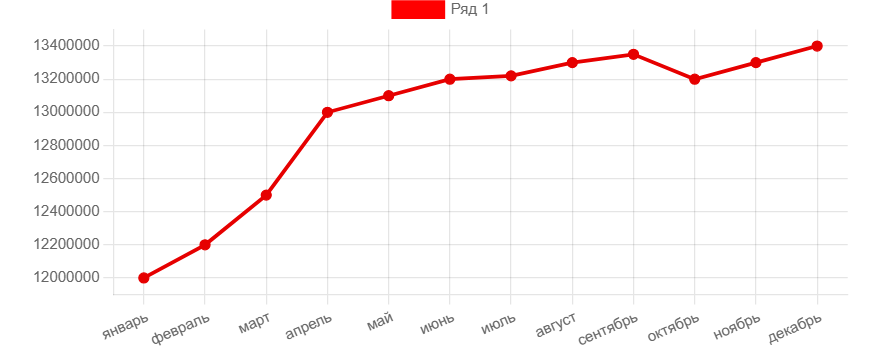 Ряд 1
13400000
13200000
13000000
12800000
12600000
12400000
12200000
12000000
январь
февраль
март
апрель
май
июнь
июль
август
сентябрь
октябрь
ноябрь
декабрь